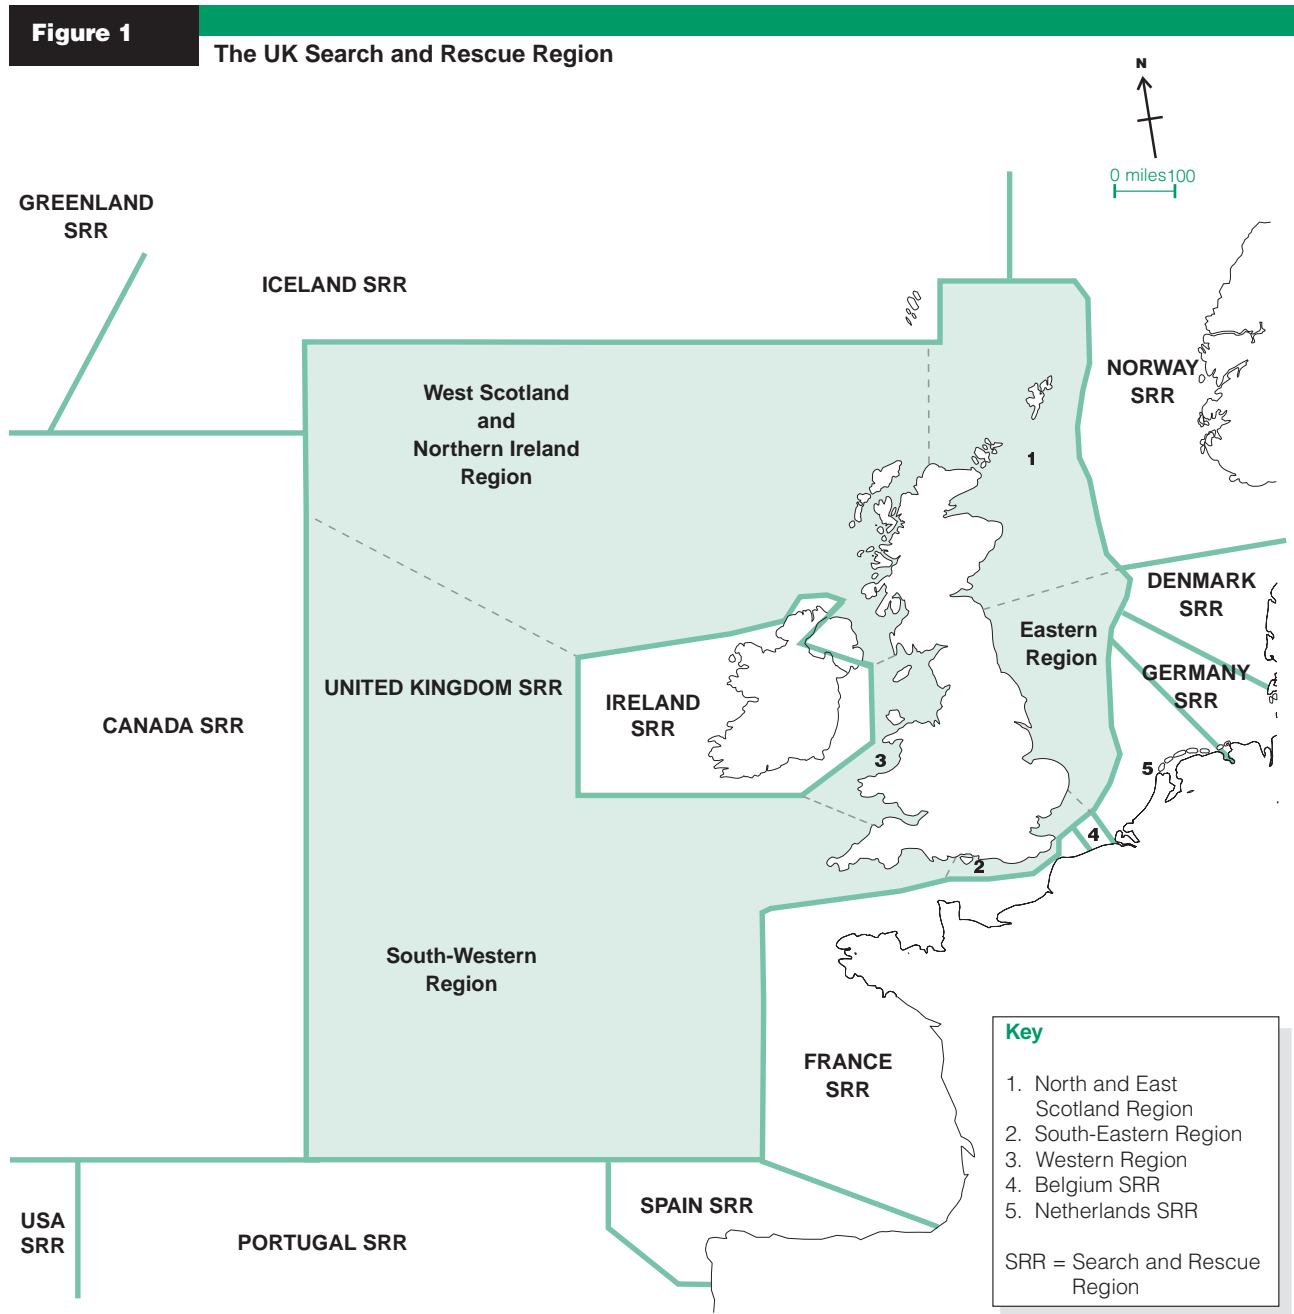 Figure 1
The UK Search and Rescue Region
N
0 miles100
GREENLAND
SRR
ICELAND SRR
NORWAY
SRR
West Scotland
and
Northern Ireland
Region
1
DENMARK
SRR
Eastern
Region
GERMANY
SRR
UNITED KINGDOM SRR
IRELAND
SRR
CANADA SRR
3
5
4
2
South-Western
Region
FRANCE
SRR
SPAIN SRR
USA
SRR
PORTUGAL SRR
Key
1. North and East
Scotland Region
2. South-Eastern Region
3. Western Region
4. Belgium SRR
5. Netherlands SRR
SRR = Search and Rescue
Region